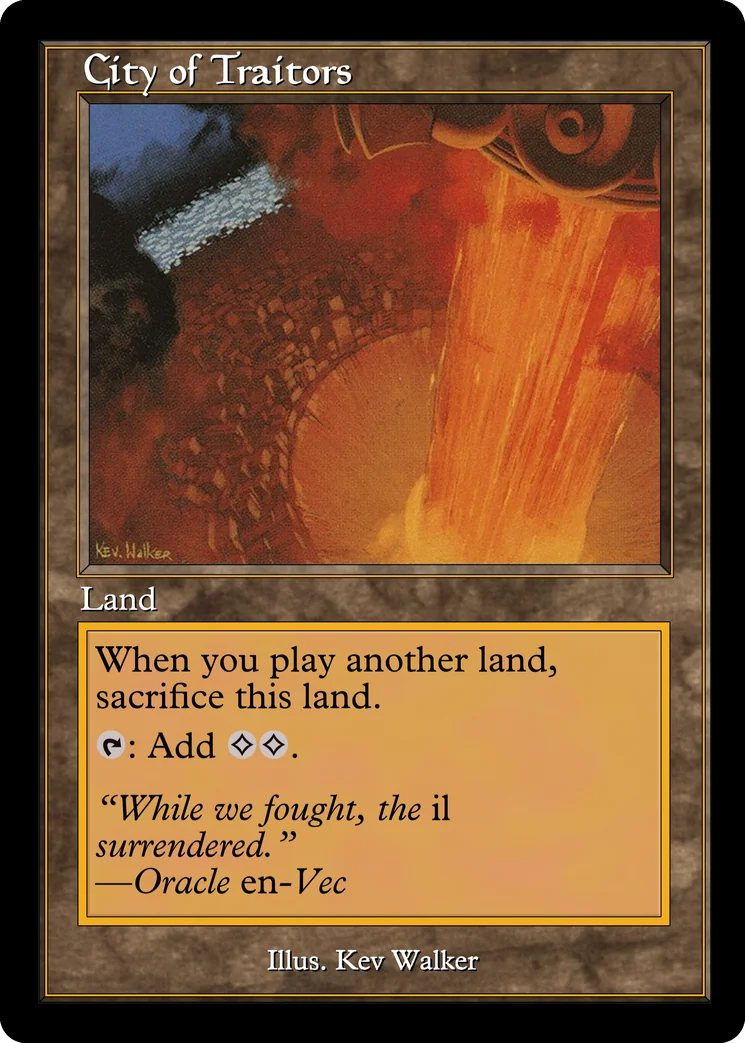 City of Traitors
Kev. Walker
Land
When you play another land,
sacrifice this land.
: Add .
“While we fought, the il
surrendered.”
—Oracle en-Vec
Illus. Kev Walker